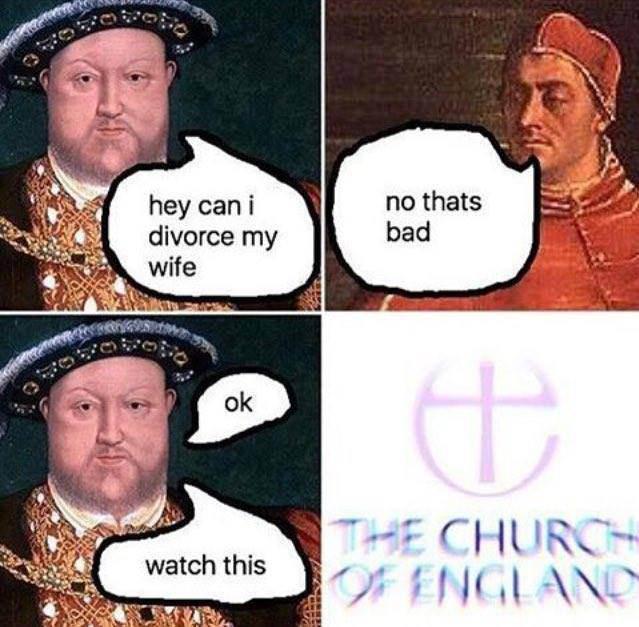 hey can i
divorce my
wife
no thats
bad
ok
watch this
THE CHURCH
OF ENGLAND